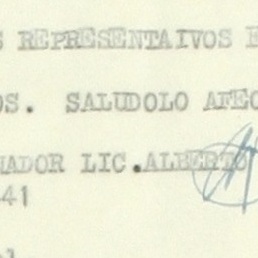 S REPRESENTAIVOS E
OS. SALUDOLO AFEC
NADOR LIC.ALBERTO
41